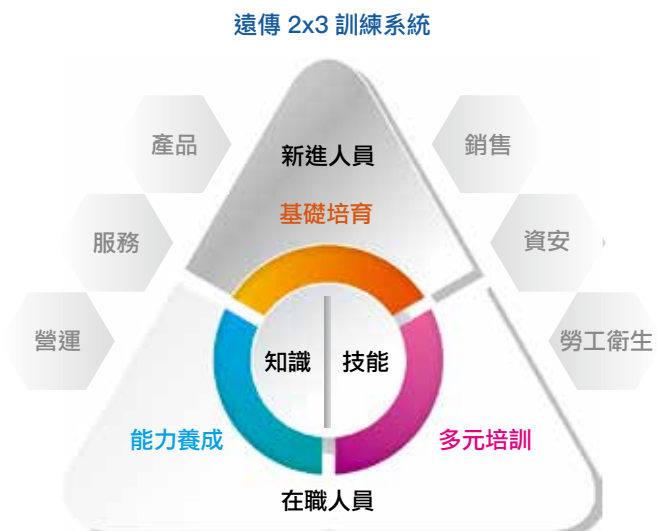 遠傳 2x3 訓練系統
產品
新進人員
銷售
基礎培育
服務
資安
營運
知識
技能
勞工衛生
能力養成
多元培訓
在職人員